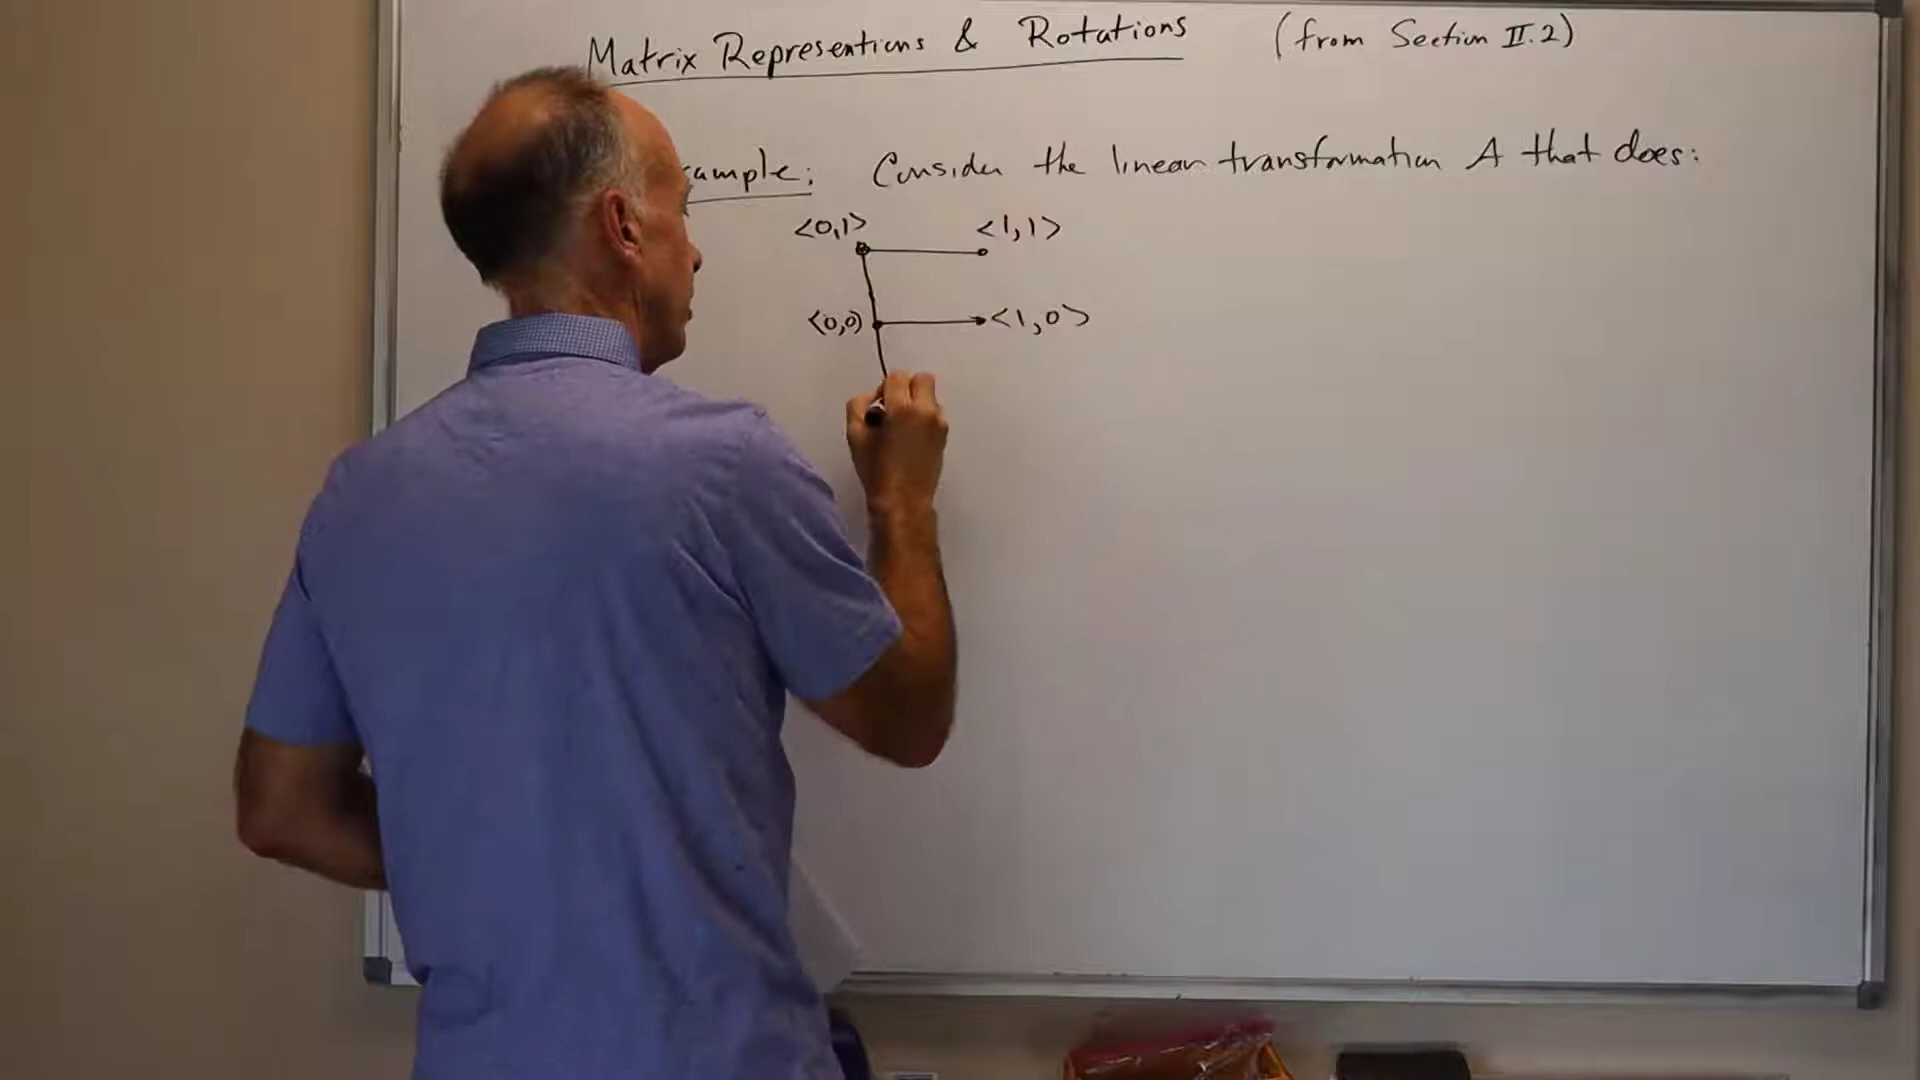 Matrix Representions & Rotations (from Section II.2)
ample: Consider the linear transformation A that does:
<0,1> <1,1>
<0,0> <1,0>